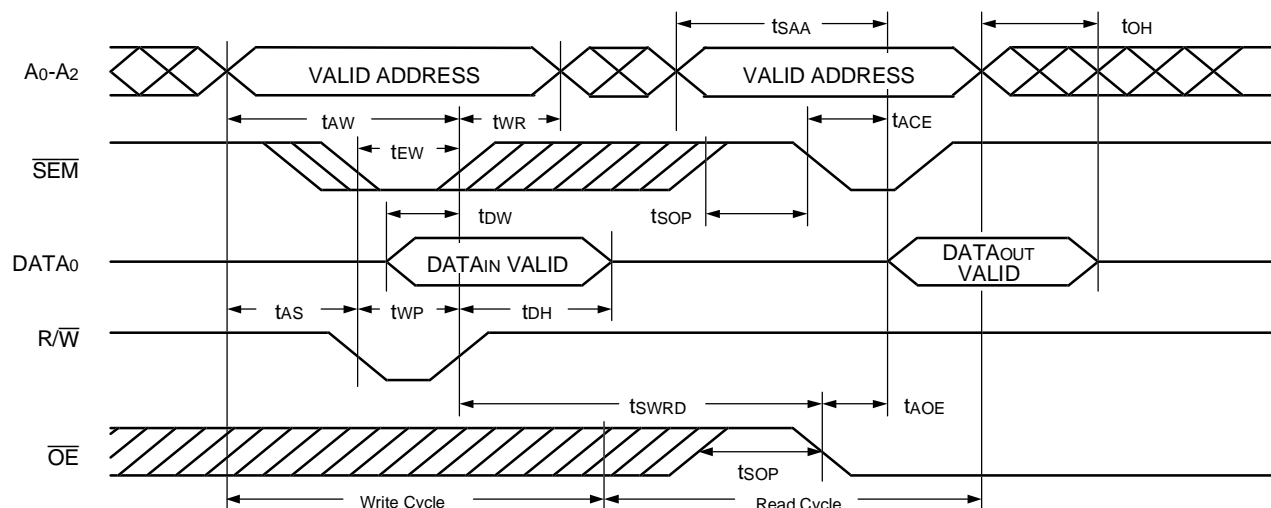 tSAA
tOH
A0-A2
VALID ADDRESS
VALID ADDRESS
tAW
tWR
tACE
tEW
SEM
tDW
tSOP
DATA0
DATAIN VALID
DATAOUT
VALID
tAS
tWP
tDH
R/W
tSWRD
tAOE
OE
tSOP
Write Cycle
Read Cycle